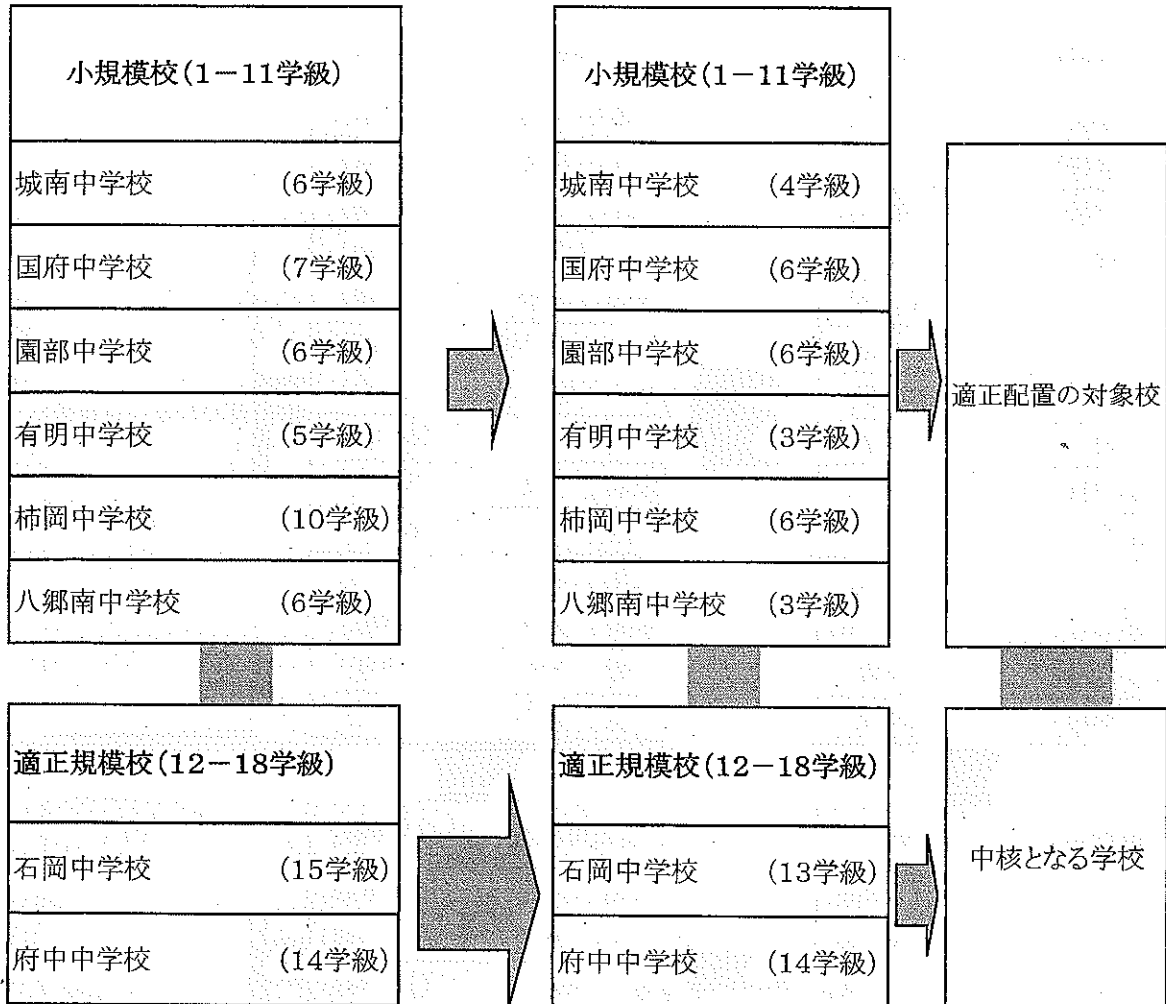 小規模校(1－11学級)
城南中学校 (6学級)
国府中学校 (7学級)
園部中学校 (6学級)
有明中学校 (5学級)
柿岡中学校 (10学級)
八郷南中学校 (6学級)
適正規模校(12－18学級)
石岡中学校 (15学級)
府中中学校 (14学級)
小規模校(1－11学級)
城南中学校 (4学級)
国府中学校 (6学級)
園部中学校 (6学級)
有明中学校 (3学級)
柿岡中学校 (6学級)
八郷南中学校 (3学級)
適正規模校(12－18学級)
石岡中学校 (13学級)
府中中学校 (14学級)
適正配置の対象校
中核となる学校